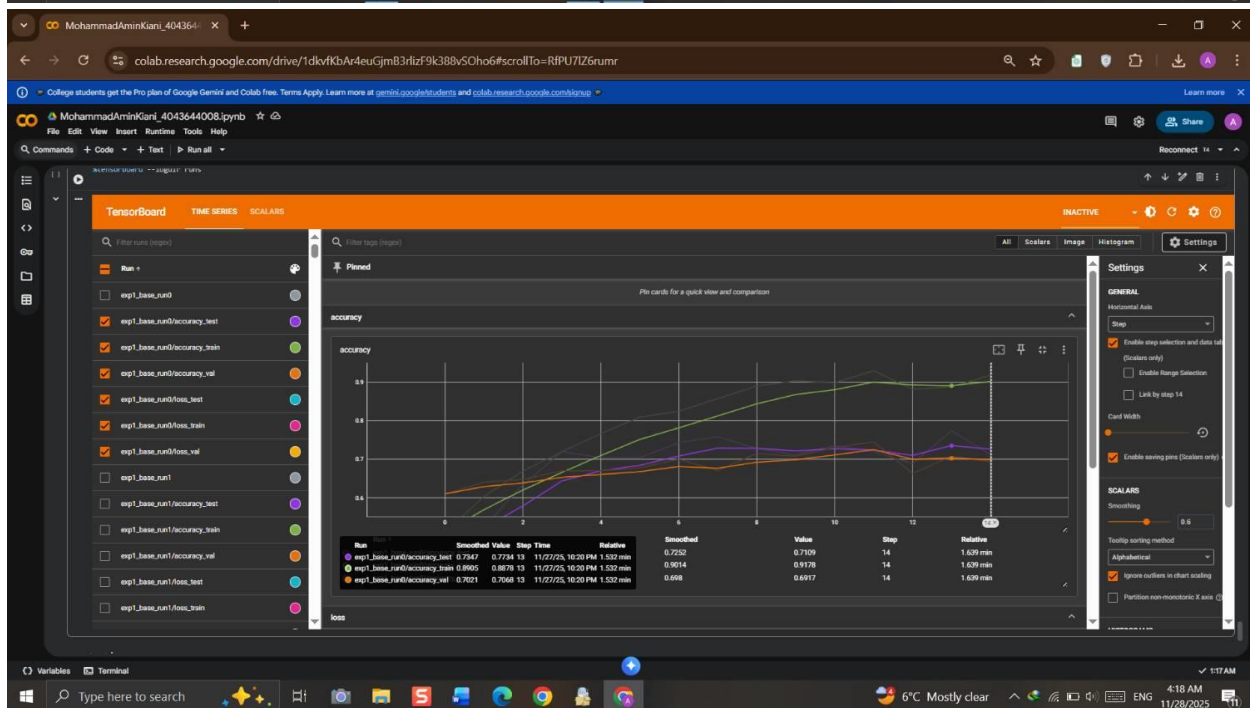 MohammadAminKiani_404364
colab.research.google.com/drive/1dkvfKbAr4euGjmB3rlizF9k388vSOho6#scrollTo=RfPU7lZ6rumr
College students get the Pro plan of Google Gemini and Colab free. Terms Apply. Learn more at gemini.google/students and colab.research.google.com/signup
Learn more
MohammadAminKiani_4043644008.ipynb
File Edit View Insert Runtime Tools Help
Share
A
Commands + Code + Text Run all
Reconnect T4
%tensorboard --logdir runs
TensorBoard TIME SERIES SCALARS INACTIVE
Filter runs (regex)
Filter tags (regex)
All Scalars Image Histogram
Settings
Run
exp1_base_run0
exp1_base_run0/accuracy_test
exp1_base_run0/accuracy_train
exp1_base_run0/accuracy_val
exp1_base_run0/loss_test
exp1_base_run0/loss_train
exp1_base_run0/loss_val
exp1_base_run1
exp1_base_run1/accuracy_test
exp1_base_run1/accuracy_train
exp1_base_run1/accuracy_val
exp1_base_run1/loss_test
exp1_base_run1/loss_train
Pinned
Pin cards for a quick view and comparison
accuracy
accuracy
0.9
0.8
0.7
0.6
0 2 4 6 8 10 12 14
Run Smoothed Value Step Time Relative
exp1_base_run0/accuracy_test 0.7347 0.7734 13 11/27/25, 10:20 PM 1.532 min
exp1_base_run0/accuracy_train 0.8905 0.8878 13 11/27/25, 10:20 PM 1.532 min
exp1_base_run0/accuracy_val 0.7021 0.7068 13 11/27/25, 10:20 PM 1.532 min
Smoothed Value Step Relative
0.7252 0.7109 14 1.639 min
0.9014 0.9178 14 1.639 min
0.698 0.6917 14 1.639 min
loss
Settings
GENERAL
Horizontal Axis
Step
Enable step selection and data tab
(Scalars only)
Enable Range Selection
Link by step 14
Card Width
Enable saving pins (Scalars only)
SCALARS
Smoothing
0.6
Tooltip sorting method
Alphabetical
Ignore outliers in chart scaling
Partition non-monotonic X axis
Variables Terminal
1:17 AM
Type here to search
6°C Mostly clear
ENG
4:18 AM
11/28/2025